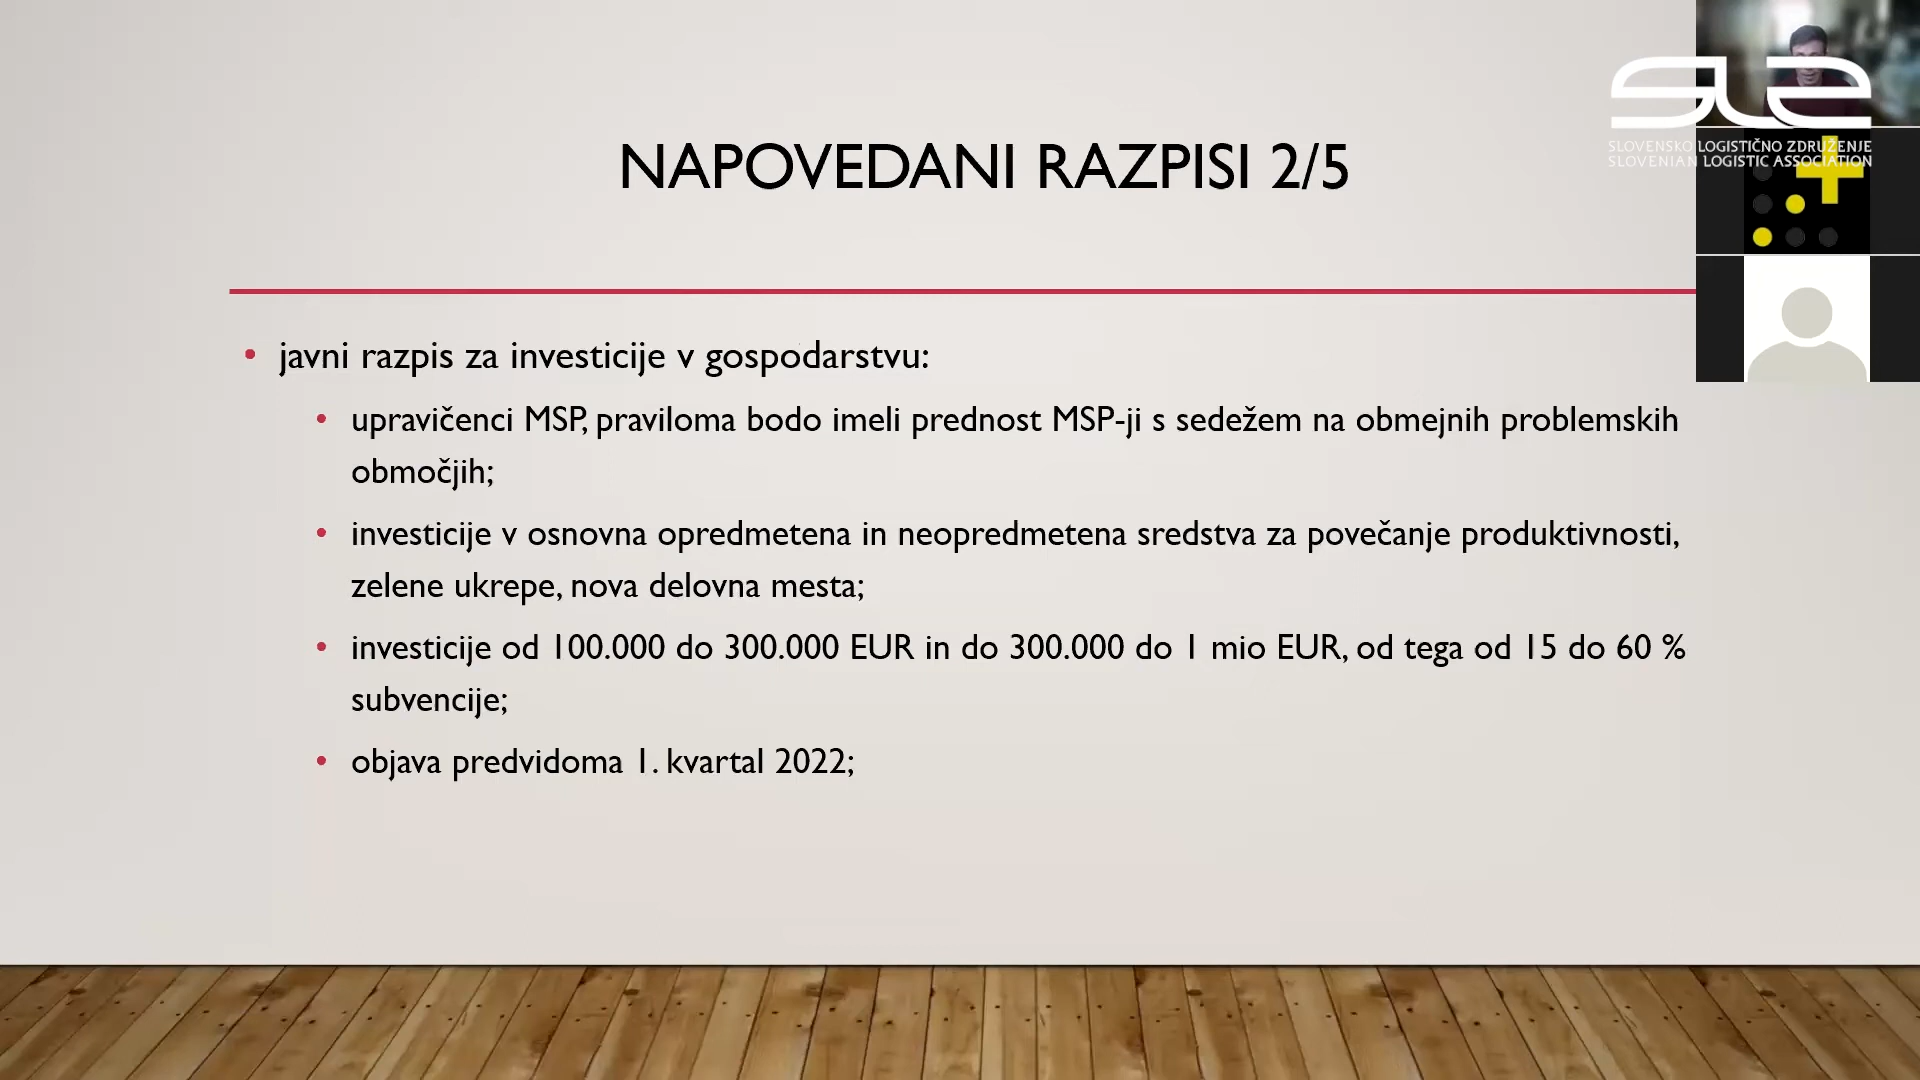 NAPOVEDANI RAZPISI 2/5
SLOVENSKO LOGISTIČNO ZDRUŽENJE
SLOVENIAN LOGISTIC ASSOCIATION
• javni razpis za investicije v gospodarstvu:
• upravičenci MSP, praviloma bodo imeli prednost MSP-ji s sedežem na obmejnih problemskih
območjih;
• investicije v osnovna opredmetena in neopredmetena sredstva za povečanje produktivnosti,
zelene ukrepe, nova delovna mesta;
• investicije od 100.000 do 300.000 EUR in do 300.000 do 1 mio EUR, od tega od 15 do 60 %
subvencije;
• objava predvidoma 1. kvartal 2022;